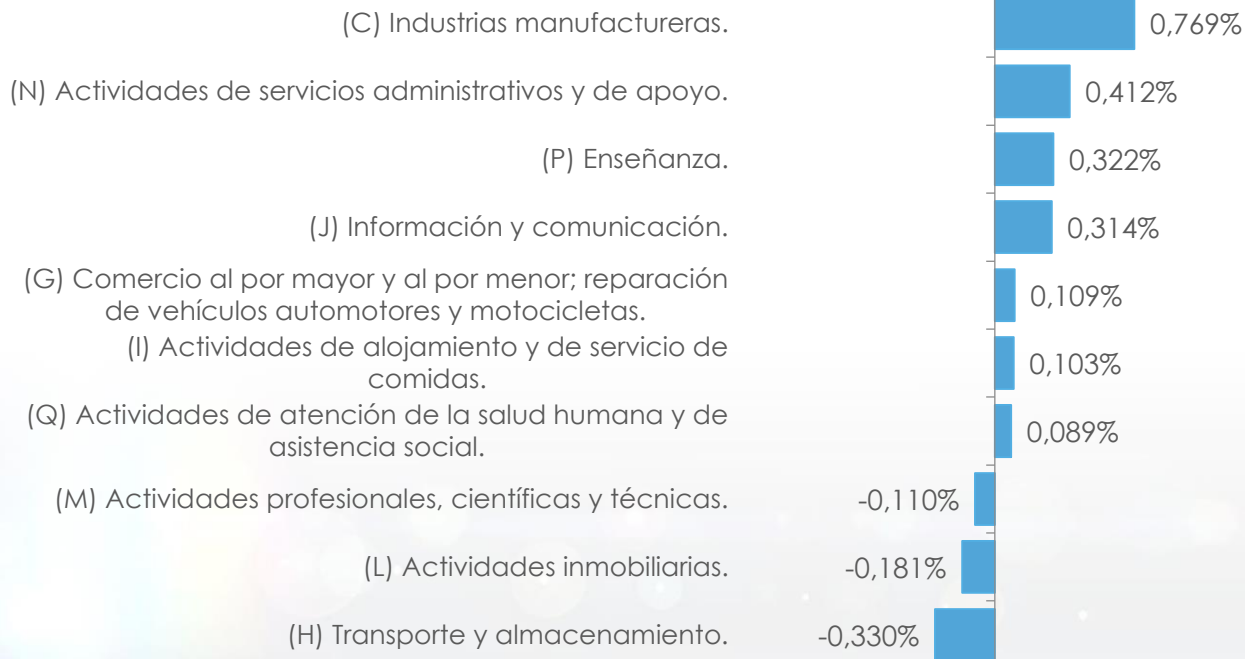 (C) Industrias manufactureras.
0,769%
(N) Actividades de servicios administrativos y de apoyo.
0,412%
(P) Enseñanza.
0,322%
(J) Información y comunicación.
0,314%
(G) Comercio al por mayor y al por menor; reparación
de vehículos automotores y motocicletas.
0,109%
(I) Actividades de alojamiento y de servicio de
comidas.
0,103%
(Q) Actividades de atención de la salud humana y de
asistencia social.
0,089%
(M) Actividades profesionales, científicas y técnicas.
-0,110%
(L) Actividades inmobiliarias.
-0,181%
(H) Transporte y almacenamiento.
-0,330%